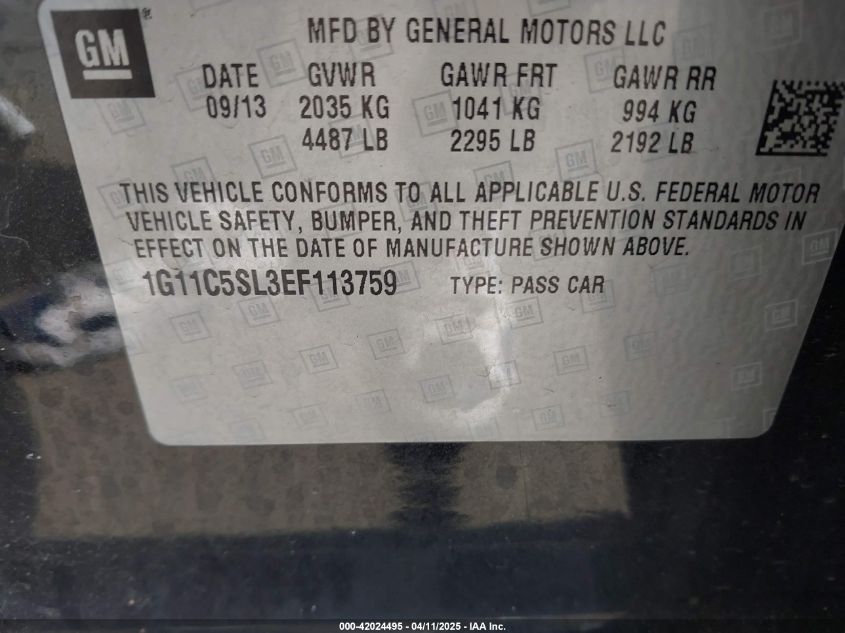 GM
MFD BY GENERAL MOTORS LLC
DATE GVWR GAWR FRT GAWR RR
09/13 2035 KG 1041 KG 994 KG
4487 LB 2295 LB 2192 LB
THIS VEHICLE CONFORMS TO ALL APPLICABLE U.S. FEDERAL MOTOR
VEHICLE SAFETY, BUMPER, AND THEFT PREVENTION STANDARDS IN
EFFECT ON THE DATE OF MANUFACTURE SHOWN ABOVE.
1G11C5SL3EF113759 TYPE: PASS CAR
000-42024495 - 04/11/2025 - IAA Inc.